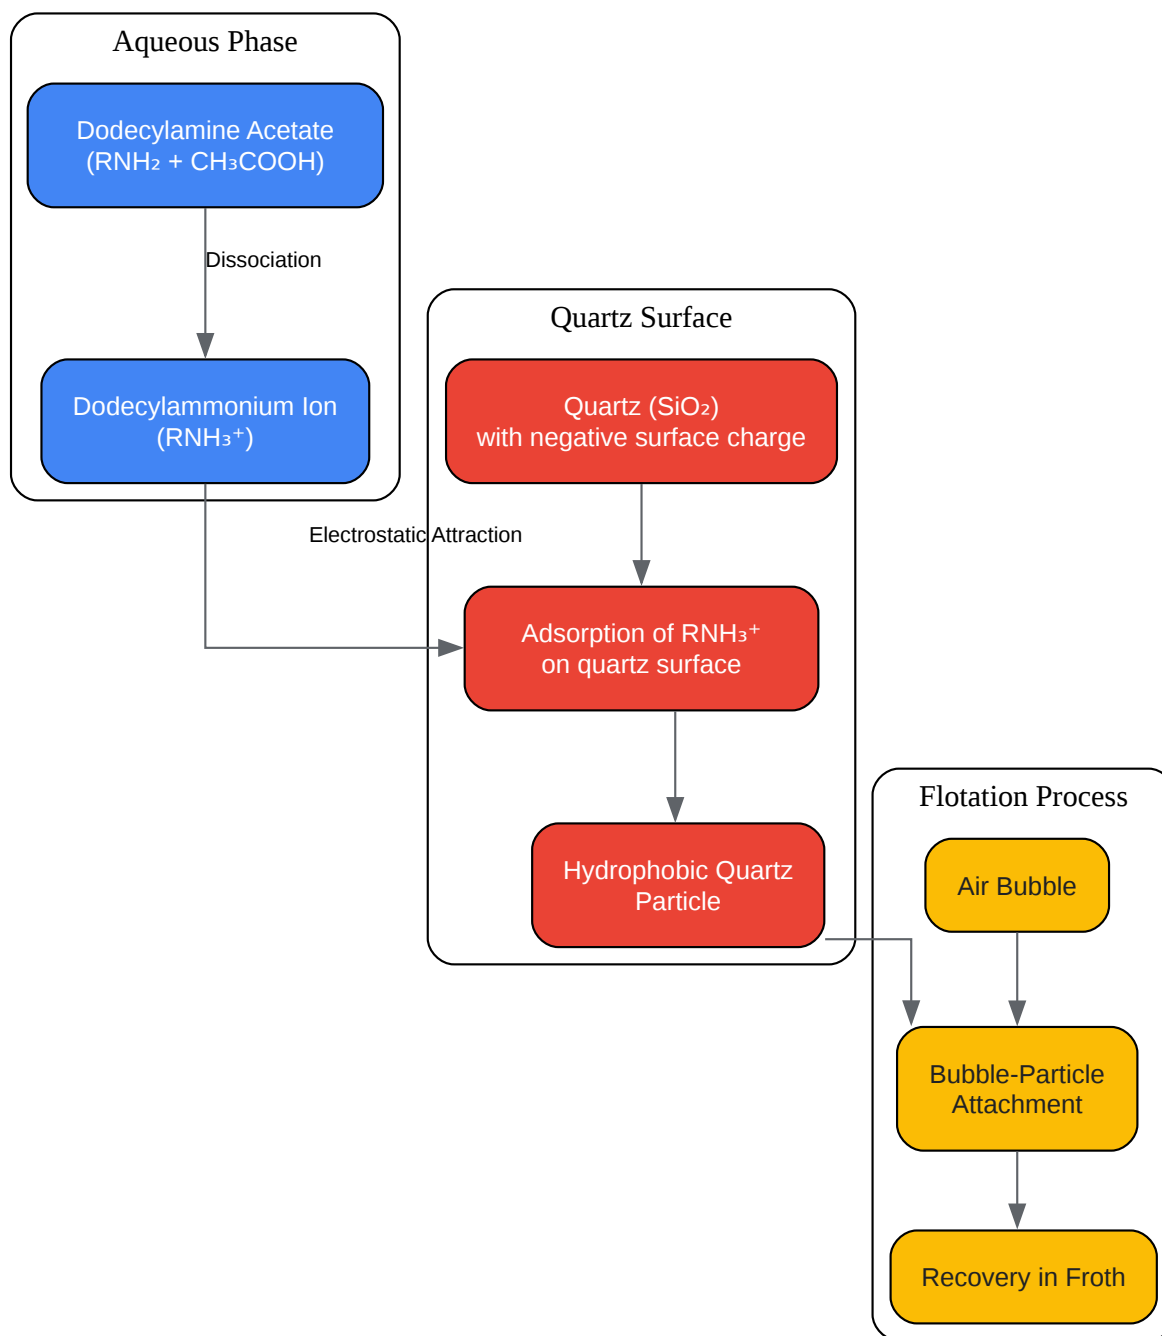 Aqueous Phase
Dodecylamine Acetate
(RNH₂ + CH₃COOH)
Dissociation
Dodecylammonium Ion
(RNH₃⁺)
Quartz Surface
Quartz (SiO₂)
with negative surface charge
Electrostatic Attraction
Adsorption of RNH₃⁺
on quartz surface
Hydrophobic Quartz
Particle
Flotation Process
Air Bubble
Bubble-Particle
Attachment
Recovery in Froth